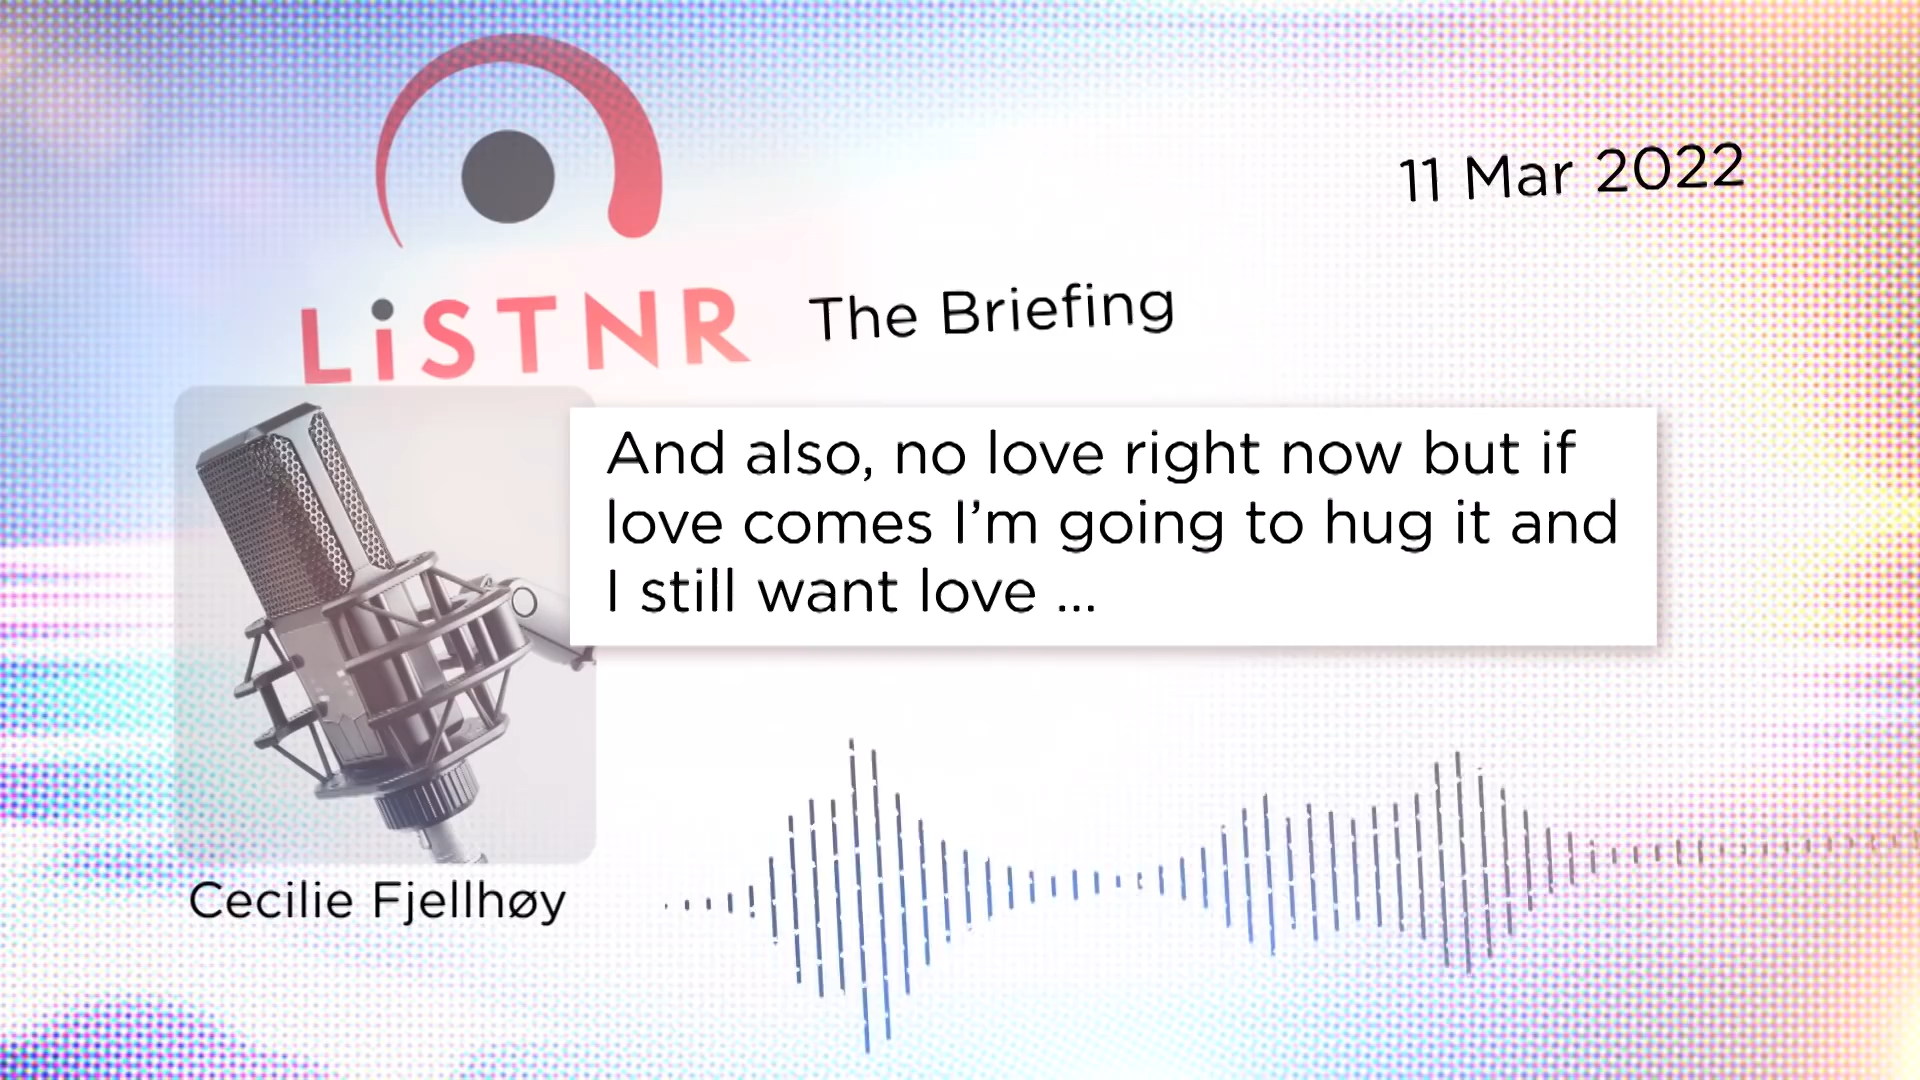 11 Mar 2022
LiSTNR The Briefing
And also, no love right now but if
love comes I’m going to hug it and
I still want love ...
Cecilie Fjellhøy